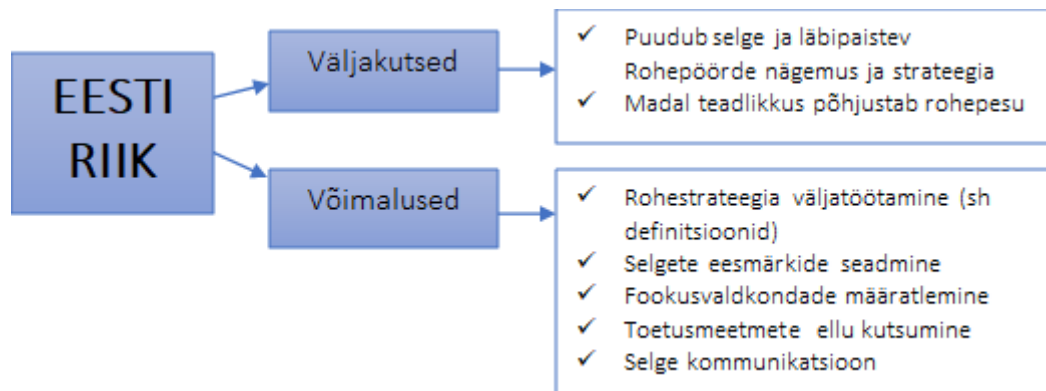 EESTI
RIIK
Väljakutsed
✓ Puudub selge ja läbipaistev
Rohepöörde nägemus ja strateegia
✓ Madal teadlikkus põhjustab rohepesu
Võimalused
✓ Rohestrateegia väljatöötamine (sh
definitsioonid)
✓ Selgete eesmärkide seadmine
✓ Fookusvaldkondade määratlemine
✓ Toetusmeetmete ellu kutsumine
✓ Selge kommunikatsioon